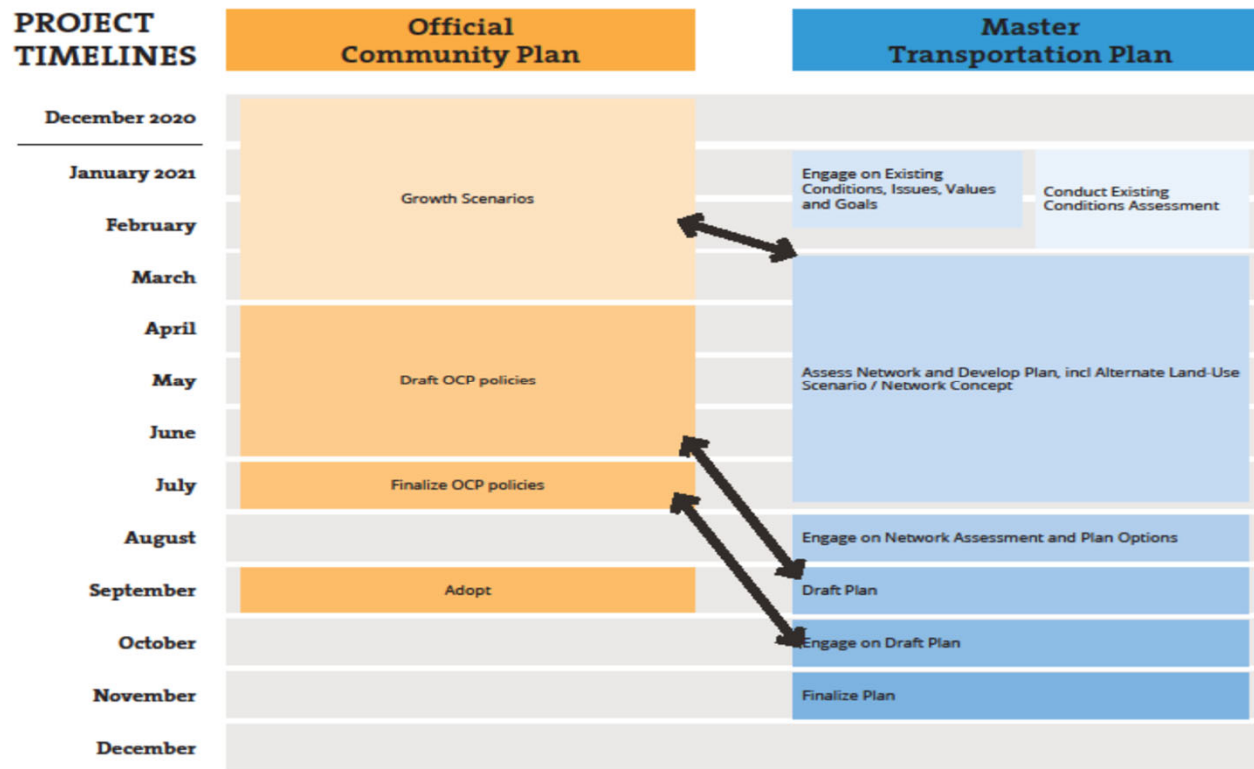 PROJECT
TIMELINES
Official
Community Plan
Master
Transportation Plan
December 2020
January 2021
February
March
April
May
June
July
August
September
October
November
December
Growth Scenarios
Draft OCP policies
Finalize OCP policies
Adopt
Engage on Existing
Conditions, Issues, Values
and Goals
Conduct Existing
Conditions Assessment
Assess Network and Develop Plan, incl Alternate Land-Use
Scenario / Network Concept
Engage on Network Assessment and Plan Options
Draft Plan
Engage on Draft Plan
Finalize Plan